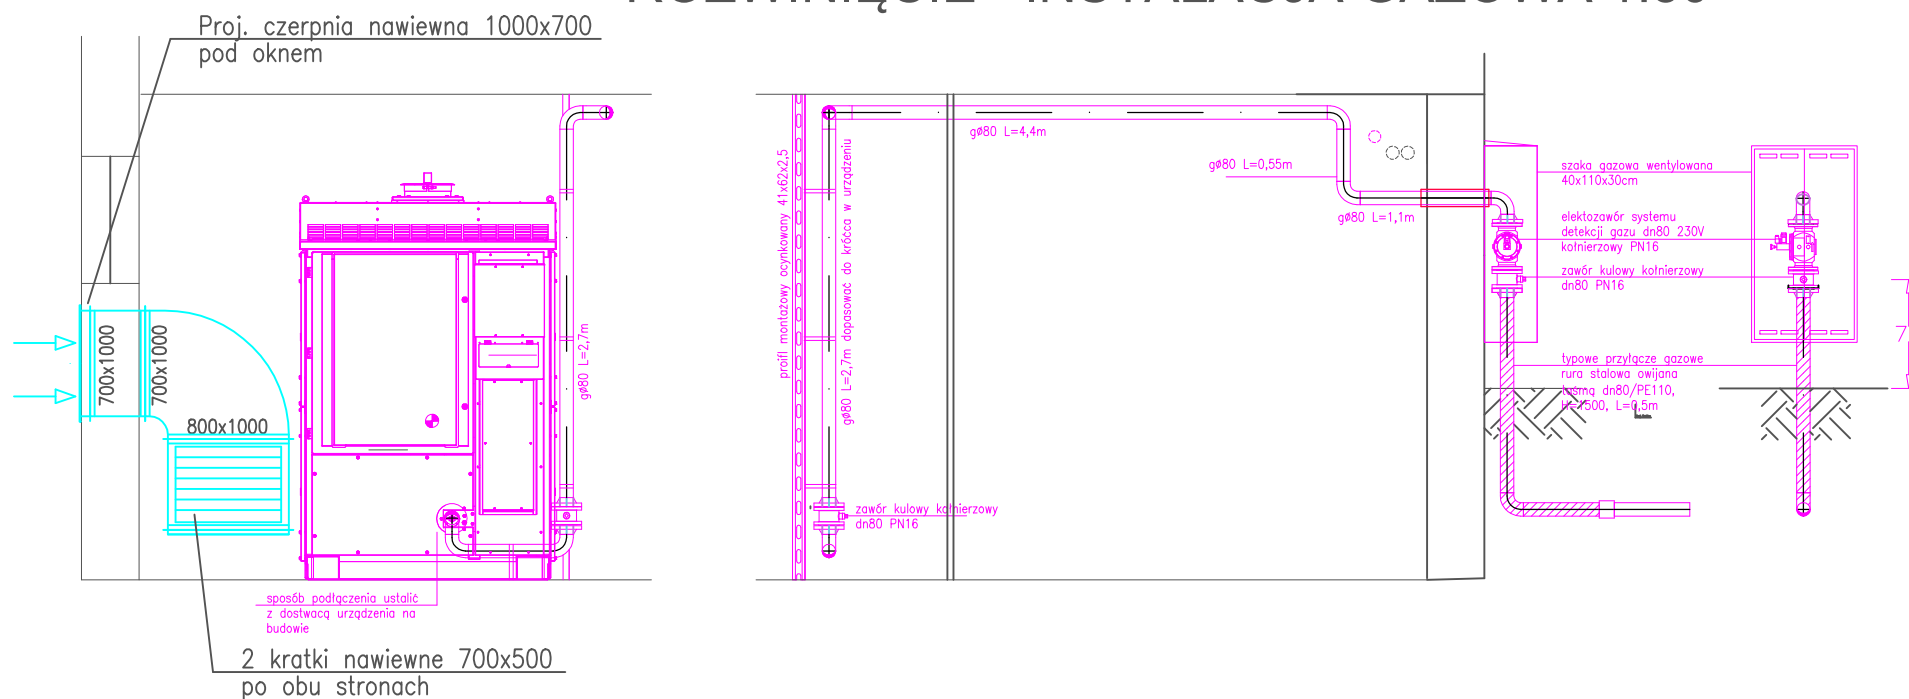 Proj. czerpnia nawiewna 1000x700
pod oknem
700x1000
700x1000
800x1000
2 kratki nawiewne 700x500
po obu stronach
sposób podłączenia ustalić
z dostwacą urządzenia na
budowie
gø80 L=2,7m
profil montażowy ocynkowany 41x62x2,5
gø80 L=2,7m dopasować do króćca w urządzeniu
zawór kulowy kołnierzowy
dn80 PN16
gø80 L=4,4m
gø80 L=0,55m
gø80 L=1,1m
szaka gazowa wentylowana
40x110x30cm
elektozawór systemu
detekcji gazu dn80 230V
kołnierzowy PN16
zawór kulowy kołnierzowy
dn80 PN16
typowe przyłącze gazowe
rura stalowa owijana
taśmą dn80/PE110,
H=1500, L=0,5m